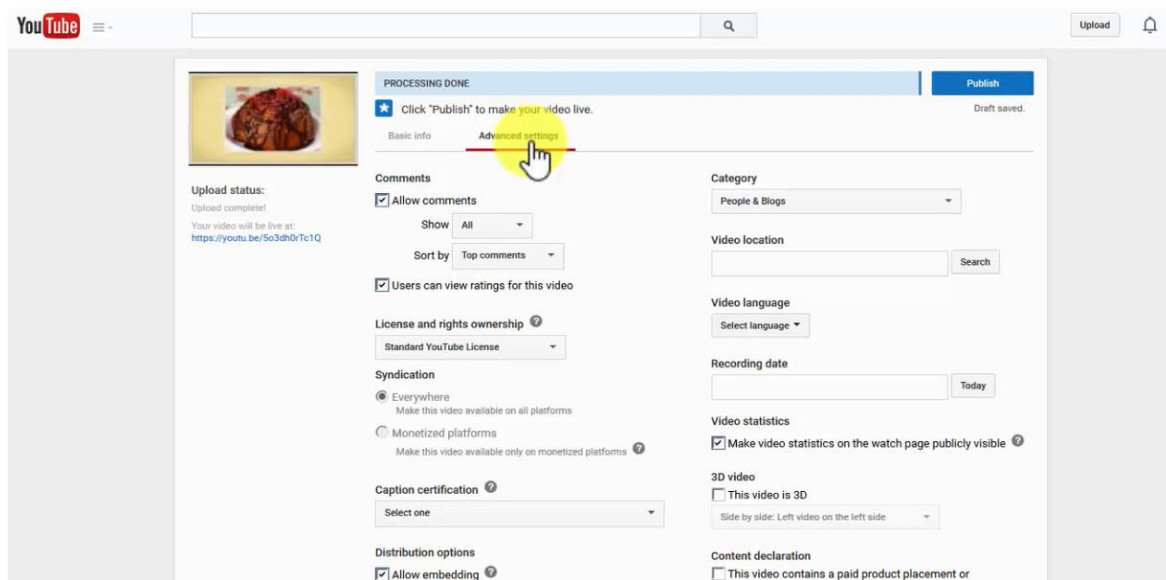 YouTube
Upload
PROCESSING DONE
Publish
Click "Publish" to make your video live.
Draft saved.
Basic info
Advanced settings
Upload status:
Upload complete!
Your video will be live at:
https://youtu.be/5o3dh0rTc1Q
Comments
Allow comments
Show All
Sort by Top comments
Users can view ratings for this video
License and rights ownership ?
Standard YouTube License
Syndication
Everywhere
Make this video available on all platforms
Monetized platforms
Make this video available only on monetized platforms ?
Caption certification ?
Select one
Distribution options
Allow embedding ?
Category
People & Blogs
Video location
Search
Video language
Select language
Recording date
Today
Video statistics
Make video statistics on the watch page publicly visible ?
3D video
This video is 3D
Side by side: Left video on the left side
Content declaration
This video contains a paid product placement or